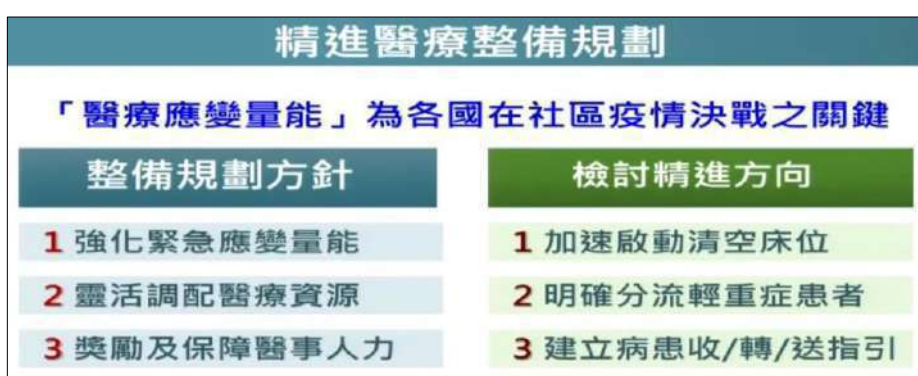 精進醫療整備規劃
「醫療應變量能」為各國在社區疫情決戰之關鍵
整備規劃方針
1 強化緊急應變量能
2 靈活調配醫療資源
3 獎勵及保障醫事人力
檢討精進方向
1 加速啟動清空床位
2 明確分流輕重症患者
3 建立病患收/轉/送指引